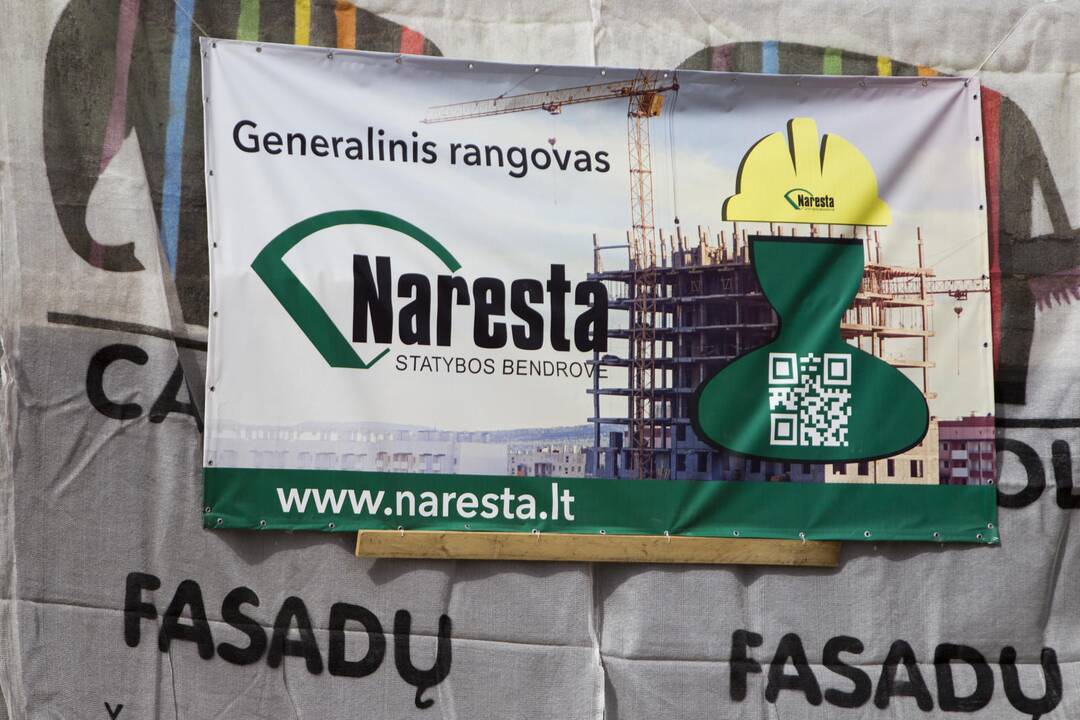 Generalinis rangovas
Naresta
Naresta
STATYBOS BENDROVĖ
www.naresta.lt
FASADŲ
FASADŲ